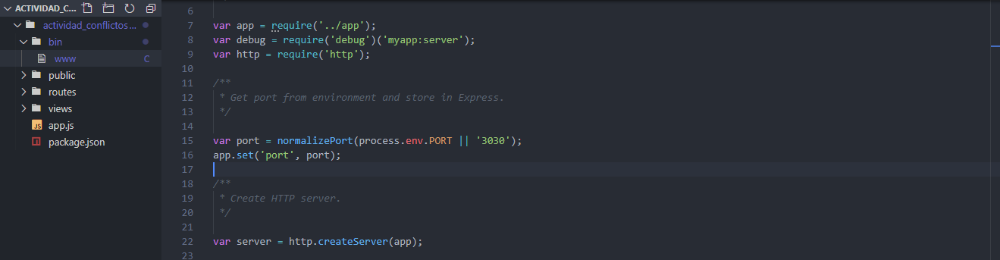 ACTIVIDAD_C...
actividad_conflictos...
bin
www C
public
routes
views
JS app.js
package.json
6
7 var app = require('../app');
8 var debug = require('debug')('myapp:server');
9 var http = require('http');
10
11 /**
12 * Get port from environment and store in Express.
13 */
14
15 var port = normalizePort(process.env.PORT || '3030');
16 app.set('port', port);
17
18 /**
19 * Create HTTP server.
20 */
21
22 var server = http.createServer(app);
23